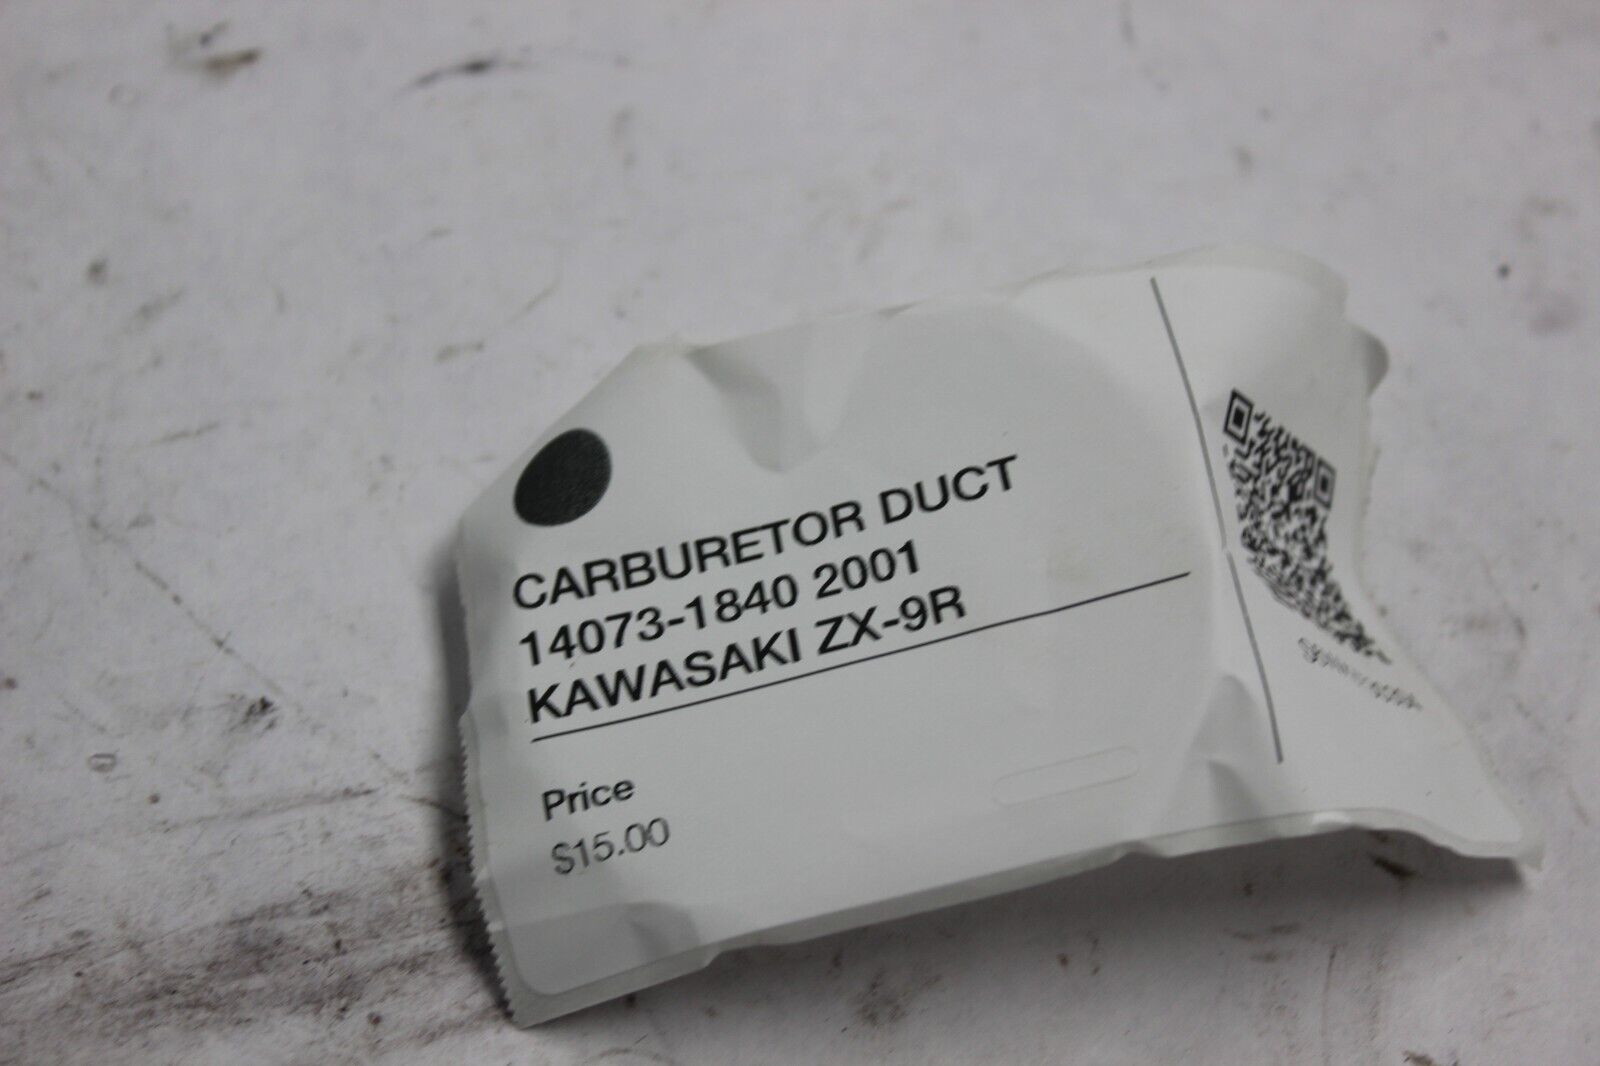 CARBURETOR DUCT
14073-1840 2001
KAWASAKI ZX-9R
Price
$15.00